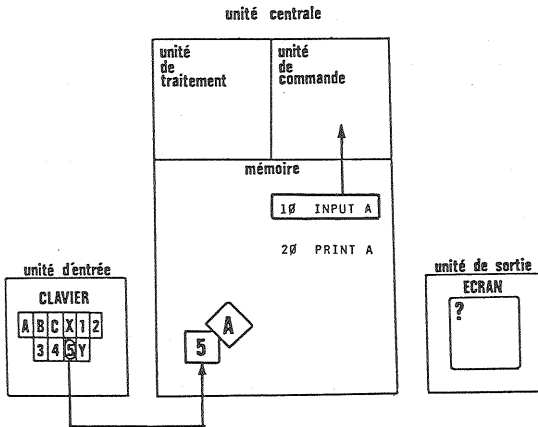 unité centrale
unité
de
traitement
unité
de
commande
mémoire
1Ø INPUT A
2Ø PRINT A
unité d'entrée
CLAVIER
A B C X 1 2
3 4 5 Y
5
A
unité de sortie
ECRAN
?